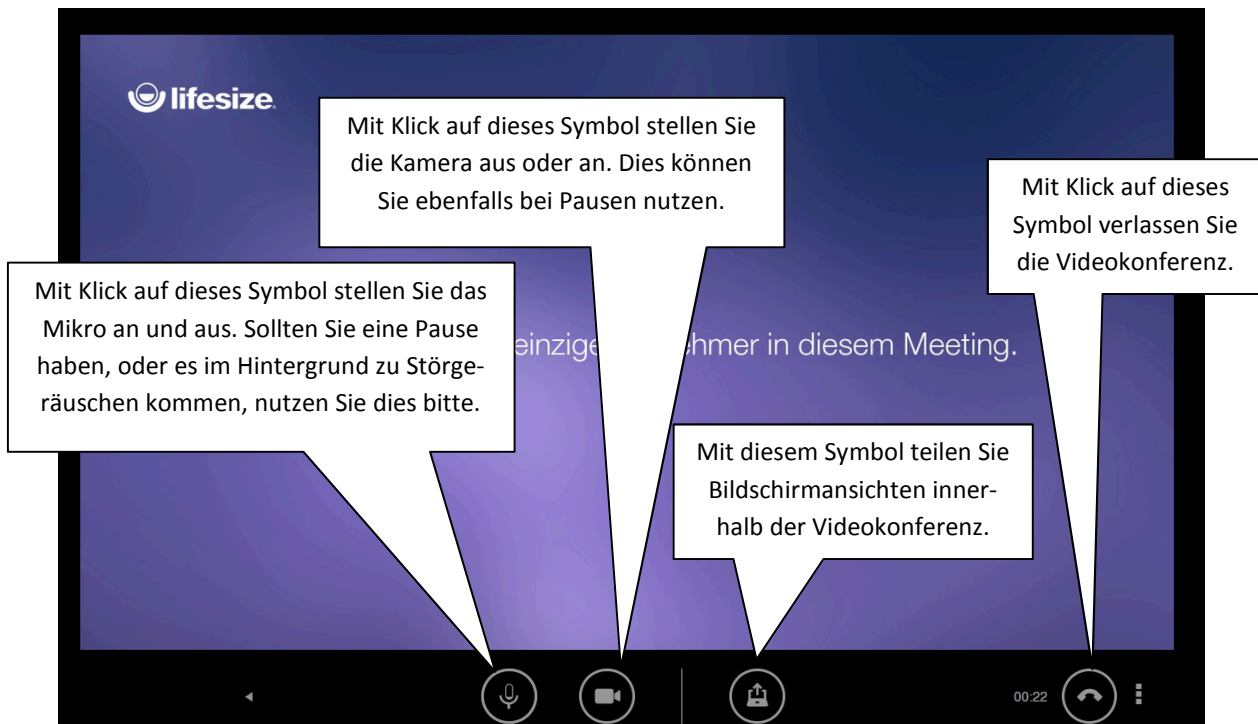 lifesize
Mit Klick auf dieses Symbol stellen Sie
die Kamera aus oder an. Dies können
Sie ebenfalls bei Pausen nutzen.
Mit Klick auf dieses
Symbol verlassen Sie
die Videokonferenz.
Mit Klick auf dieses Symbol stellen Sie das
Mikro an und aus. Sollten Sie eine Pause
haben, oder es im Hintergrund zu Störge-
räuschen kommen, nutzen Sie dies bitte.
in diesem Meeting.
Mit diesem Symbol teilen Sie
Bildschirmansichten inner-
halb der Videokonferenz.
00:22